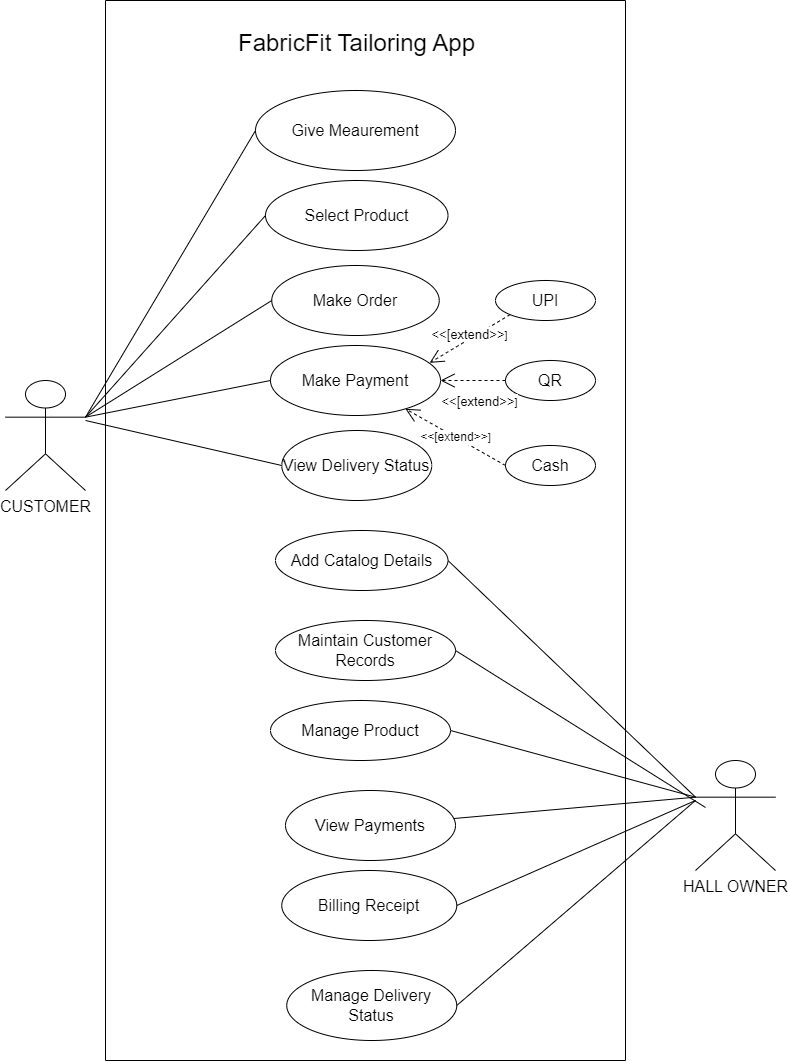 FabricFit Tailoring App
Give Meaurement
Select Product
Make Order
UPI
<<[extend>>]
Make Payment
QR
<<[extend>>]
<<[extend>>]
View Delivery Status
Cash
CUSTOMER
Add Catalog Details
Maintain Customer
Records
Manage Product
View Payments
HALL OWNER
Billing Receipt
Manage Delivery
Status